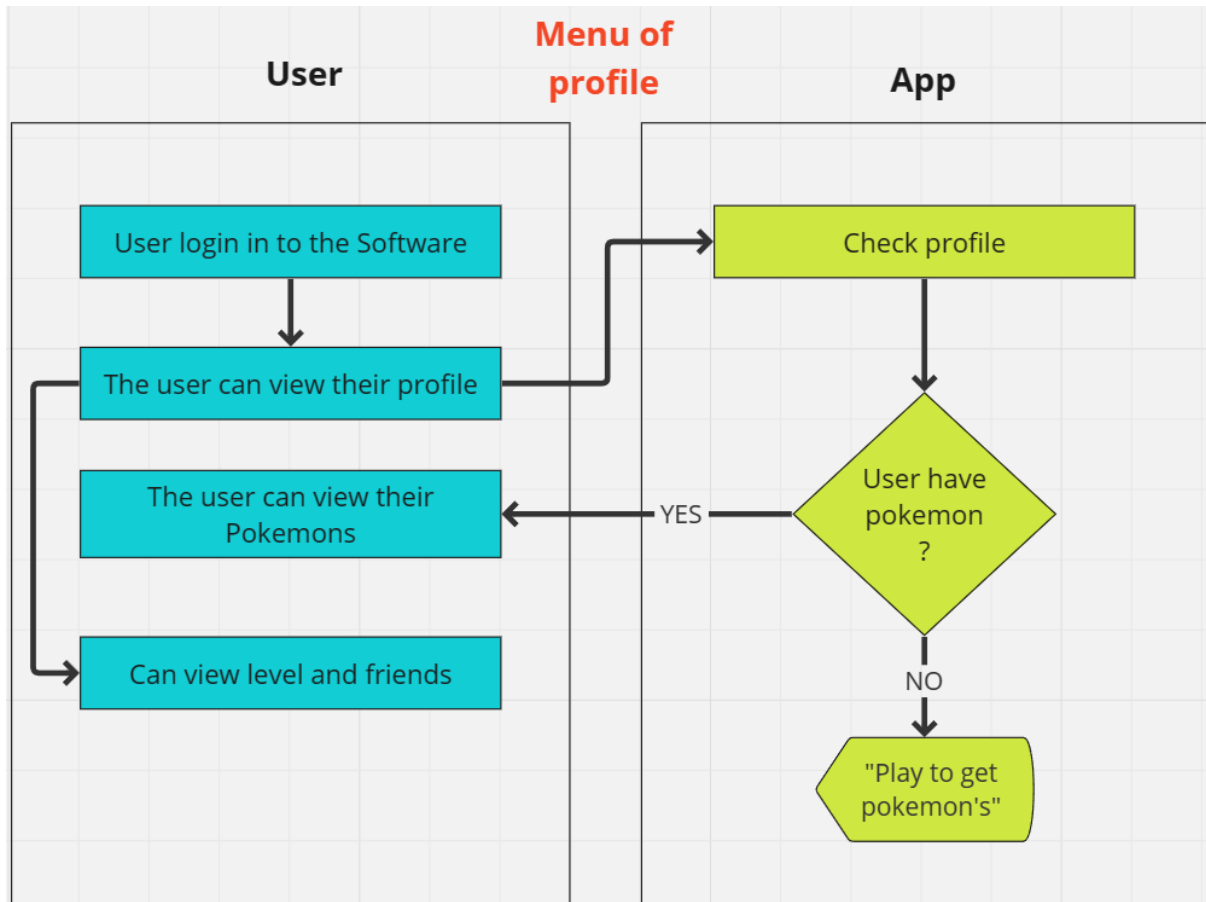 Menu of
profile
User
App
User login in to the Software
Check profile
The user can view their profile
The user can view their
Pokemons
YES
User have
pokemon
?
Can view level and friends
NO
"Play to get
pokemon's"